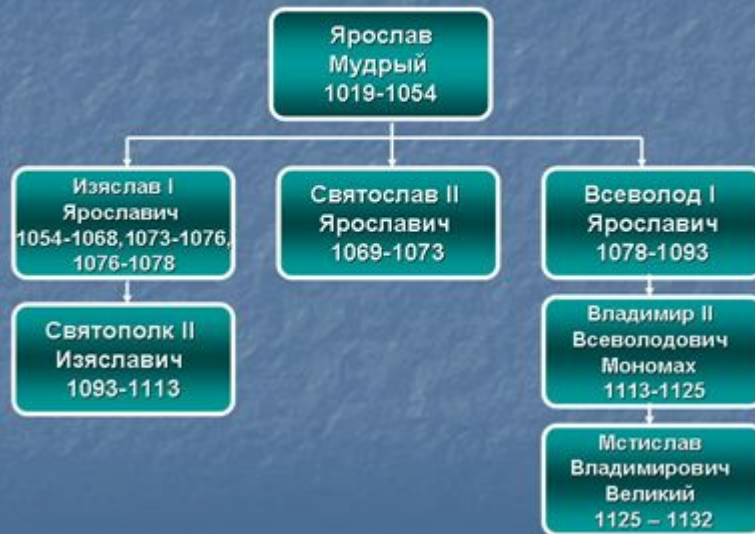 Ярослав
Мудрый
1019-1054
Изяслав I
Ярославич
1054-1068,1073-1076,
1076-1078
Святослав II
Ярославич
1069-1073
Всеволод I
Ярославич
1078-1093
Святополк II
Изяславич
1093-1113
Владимир II
Всеволодович
Мономах
1113-1125
Мстислав
Владимирович
Великий
1125 – 1132